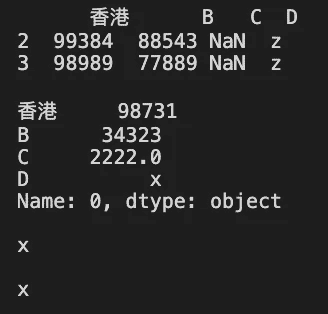 香港 B C D
2 99384 88543 NaN z
3 98989 77889 NaN z
香港 98731
B 34323
C 2222.0
D x
Name: 0, dtype: object
x
x